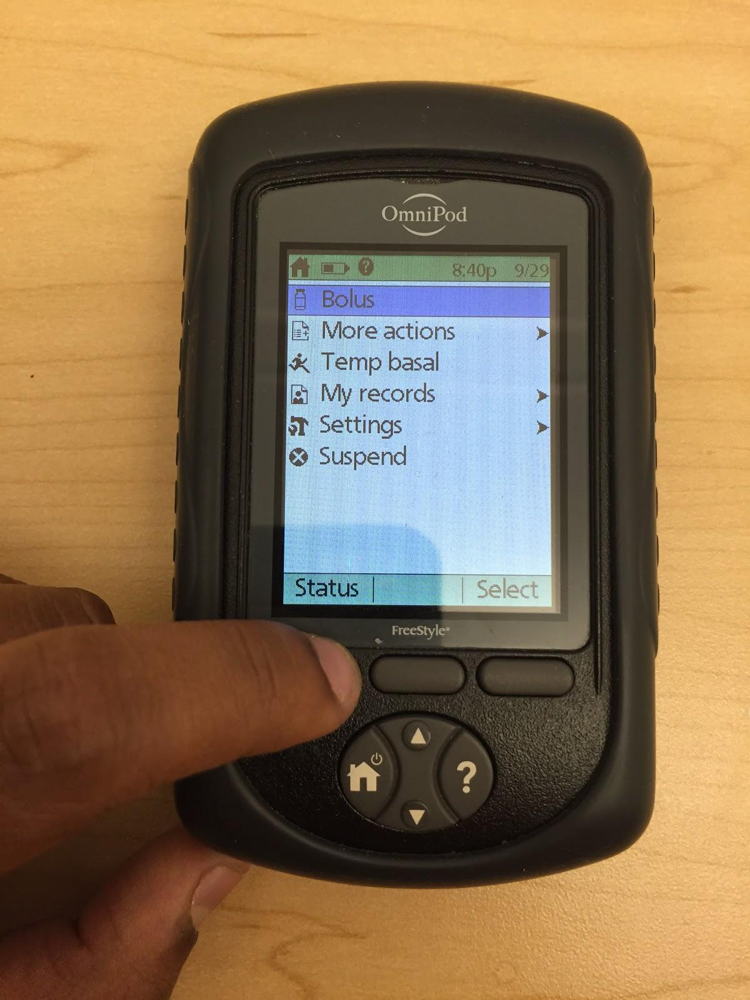 OmniPod
8:40p 9/29
Bolus
More actions
Temp basal
My records
Settings
Suspend
Status Select
FreeStyle®
?